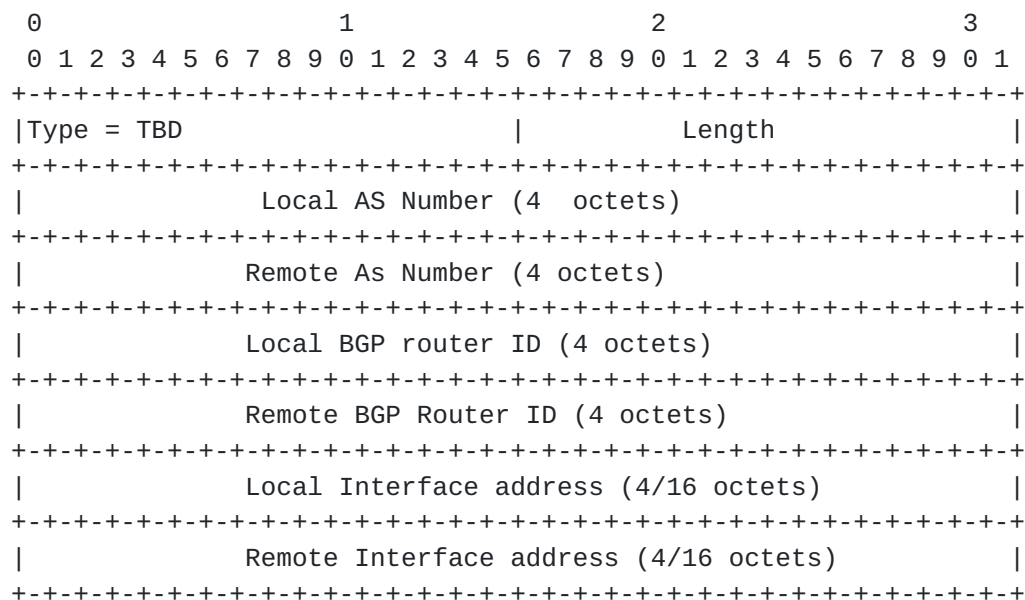 0                   1                   2                   3
 0 1 2 3 4 5 6 7 8 9 0 1 2 3 4 5 6 7 8 9 0 1 2 3 4 5 6 7 8 9 0 1
+-+-+-+-+-+-+-+-+-+-+-+-+-+-+-+-+-+-+-+-+-+-+-+-+-+-+-+-+-+-+-+-+
|Type = TBD                     |          Length               |
+-+-+-+-+-+-+-+-+-+-+-+-+-+-+-+-+-+-+-+-+-+-+-+-+-+-+-+-+-+-+-+-+
|               Local AS Number (4  octets)                     |
+-+-+-+-+-+-+-+-+-+-+-+-+-+-+-+-+-+-+-+-+-+-+-+-+-+-+-+-+-+-+-+-+
|              Remote As Number (4 octets)                      |
+-+-+-+-+-+-+-+-+-+-+-+-+-+-+-+-+-+-+-+-+-+-+-+-+-+-+-+-+-+-+-+-+
|              Local BGP router ID (4 octets)                   |
+-+-+-+-+-+-+-+-+-+-+-+-+-+-+-+-+-+-+-+-+-+-+-+-+-+-+-+-+-+-+-+-+
|              Remote BGP Router ID (4 octets)                  |
+-+-+-+-+-+-+-+-+-+-+-+-+-+-+-+-+-+-+-+-+-+-+-+-+-+-+-+-+-+-+-+-+
|              Local Interface address (4/16 octets)            |
+-+-+-+-+-+-+-+-+-+-+-+-+-+-+-+-+-+-+-+-+-+-+-+-+-+-+-+-+-+-+-+-+
|              Remote Interface address (4/16 octets)           |
+-+-+-+-+-+-+-+-+-+-+-+-+-+-+-+-+-+-+-+-+-+-+-+-+-+-+-+-+-+-+-+-+